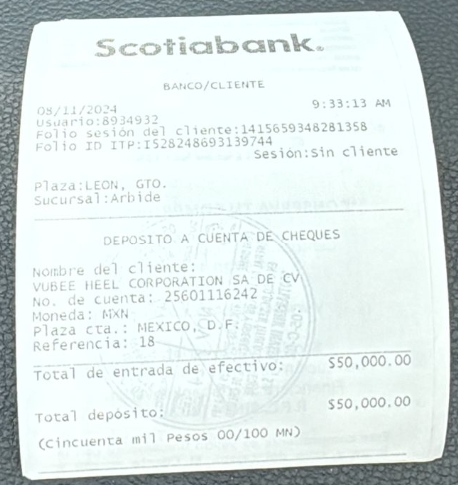 Scotiabank®
BANCO/CLIENTE
08/11/2024 9:33:13 AM
Usuario:8934932
Folio sesión del cliente:1415659348281358
Folio ID ITP:I528248693139744
Sesión:Sin cliente
Plaza:LEON, GTO.
Sucursal:Arbide
DEPOSITO A CUENTA DE CHEQUES
Nombre del cliente:
VUBEE HEEL CORPORATION SA DE CV
No. de cuenta: 25601116242
Moneda: MXN
Plaza cta.: MEXICO, D.F.
Referencia: 18
Total de entrada de efectivo: $50,000.00
Total depósito: $50,000.00
(Cincuenta mil Pesos 00/100 MN)